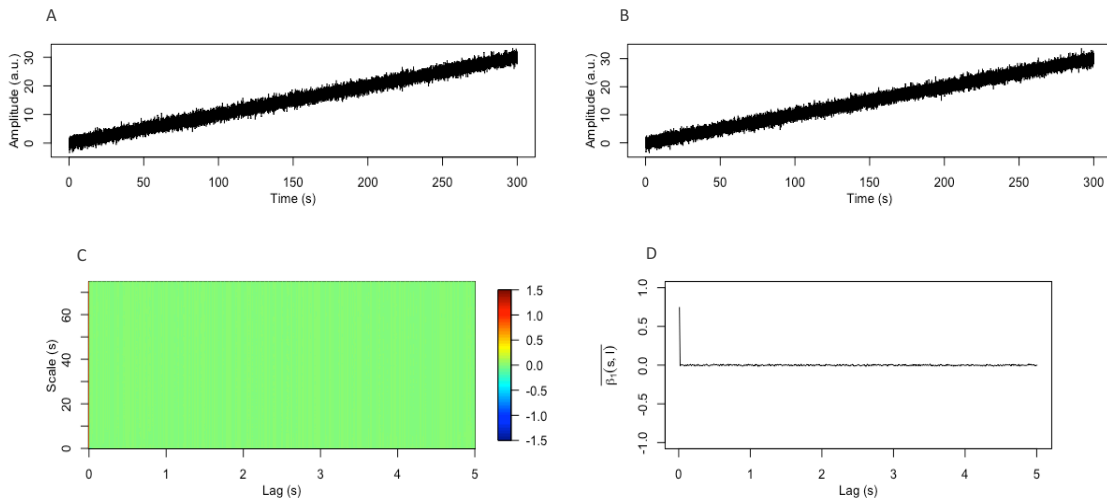 A
B
Amplitude (a.u.)
0 10 20 30
0 50 100 150 200 250 300
Time (s)
Amplitude (a.u.)
0 10 20 30
0 50 100 150 200 250 300
Time (s)
C
D
Scale (s)
0 20 40 60
0 1 2 3 4 5
Lag (s)
1.5
1.0
0.5
0.0
-0.5
-1.0
-1.5
β₁(s, l)
-1.0 -0.5 0.0 0.5 1.0
0 1 2 3 4 5
Lag (s)